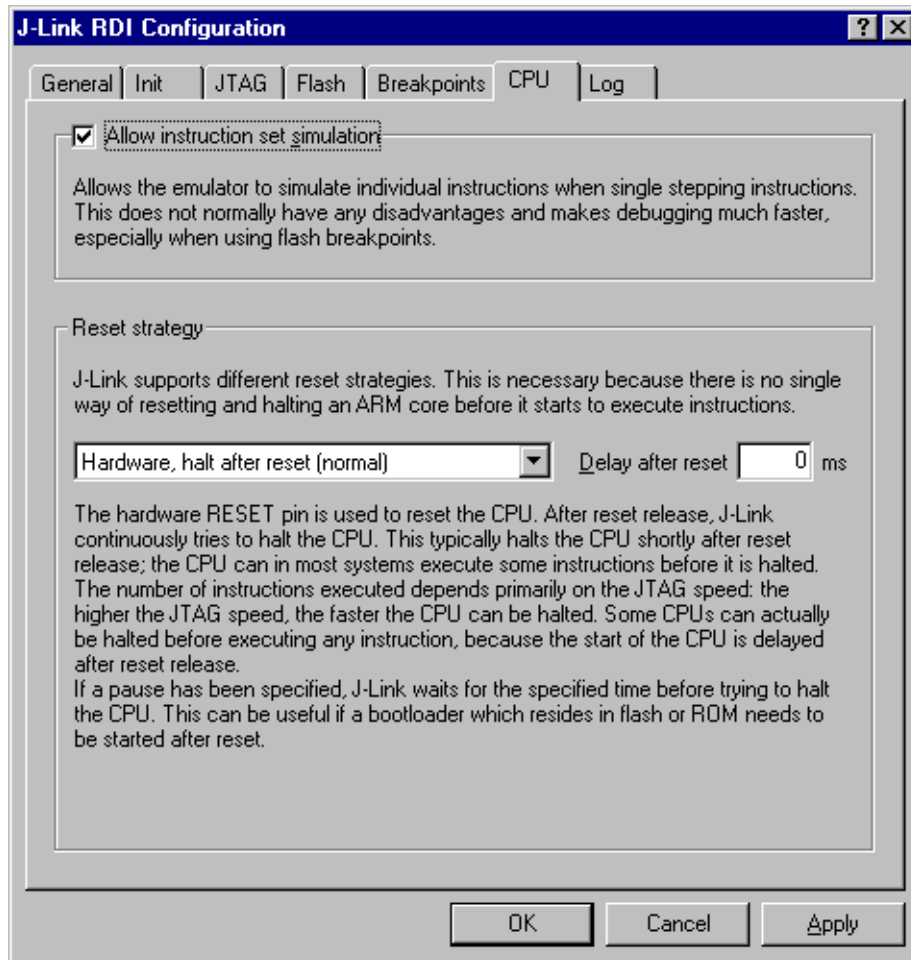 J-Link RDI Configuration
General Init JTAG Flash Breakpoints CPU Log
Allow instruction set simulation
Allows the emulator to simulate individual instructions when single stepping instructions.
This does not normally have any disadvantages and makes debugging much faster,
especially when using flash breakpoints.
Reset strategy
J-Link supports different reset strategies. This is necessary because there is no single
way of resetting and halting an ARM core before it starts to execute instructions.
Hardware, halt after reset (normal) Delay after reset 0 ms
The hardware RESET pin is used to reset the CPU. After reset release, J-Link
continuously tries to halt the CPU. This typically halts the CPU shortly after reset
release; the CPU can in most systems execute some instructions before it is halted.
The number of instructions executed depends primarily on the JTAG speed: the
higher the JTAG speed, the faster the CPU can be halted. Some CPUs can actually
be halted before executing any instruction, because the start of the CPU is delayed
after reset release.
If a pause has been specified, J-Link waits for the specified time before trying to halt
the CPU. This can be useful if a bootloader which resides in flash or ROM needs to
be started after reset.
OK Cancel Apply